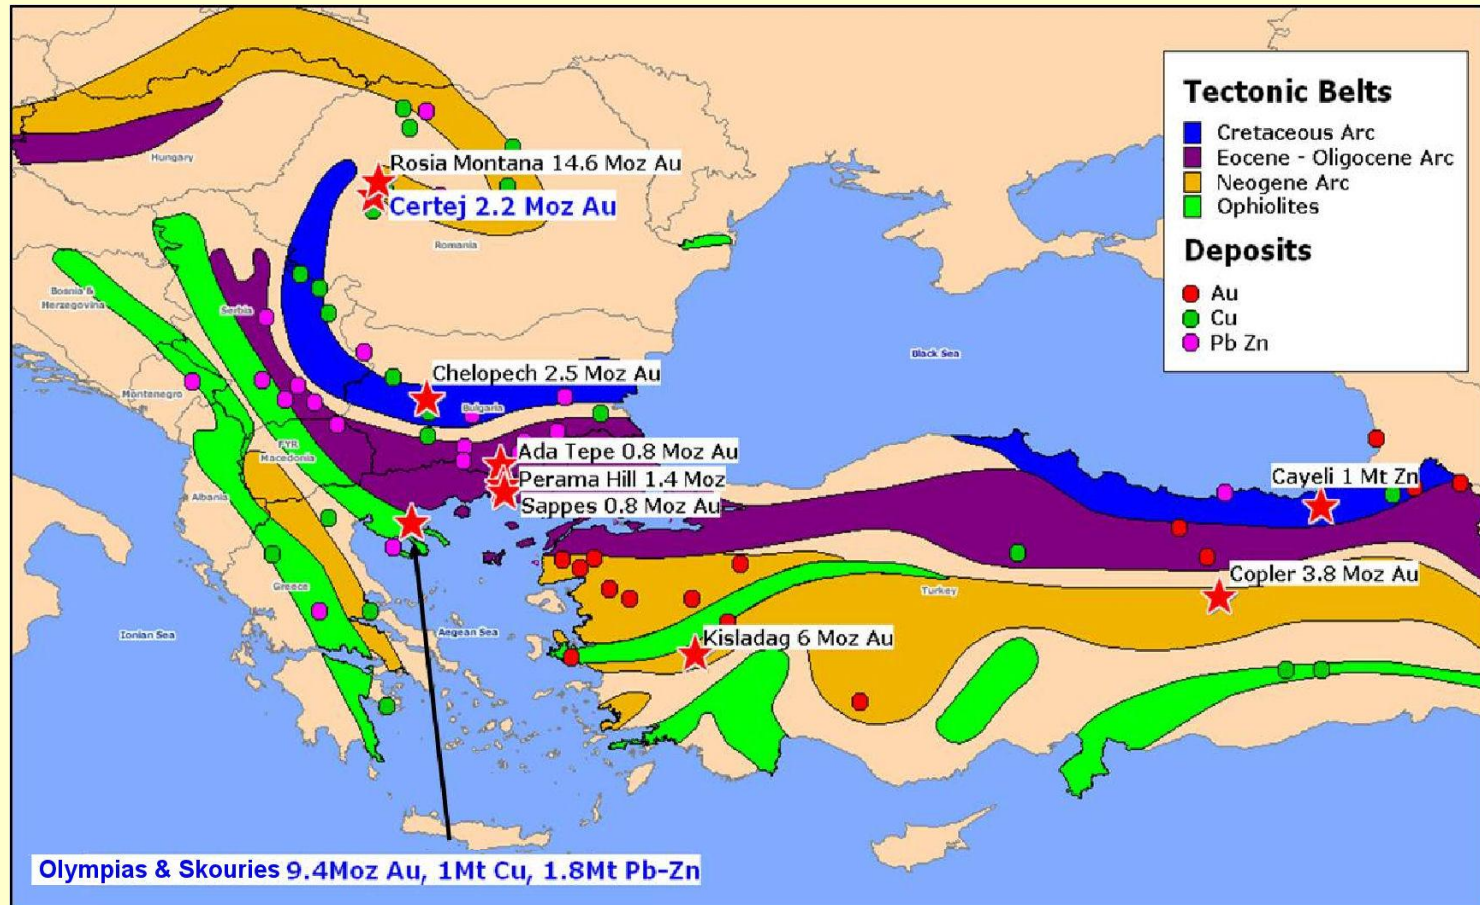 Tectonic Belts
Cretaceous Arc
Eocene - Oligocene Arc
Neogene Arc
Ophiolites
Deposits
Au
Cu
Pb Zn
Hungary
Rosia Montana 14.6 Moz Au
Certej 2.2 Moz Au
Romania
Bosnia &
Herzegovina
Serbia
Black Sea
Chelopech 2.5 Moz Au
Montenegro
Bulgaria
FYR
Macedonia
Ada Tepe 0.8 Moz Au
Perama Hill 1.4 Moz
Sappes 0.8 Moz Au
Cayeli 1 Mt Zn
Albania
Copler 3.8 Moz Au
Greece
Turkey
Ionian Sea
Aegean Sea
Kisladag 6 Moz Au
Olympias & Skouries 9.4Moz Au, 1Mt Cu, 1.8Mt Pb-Zn